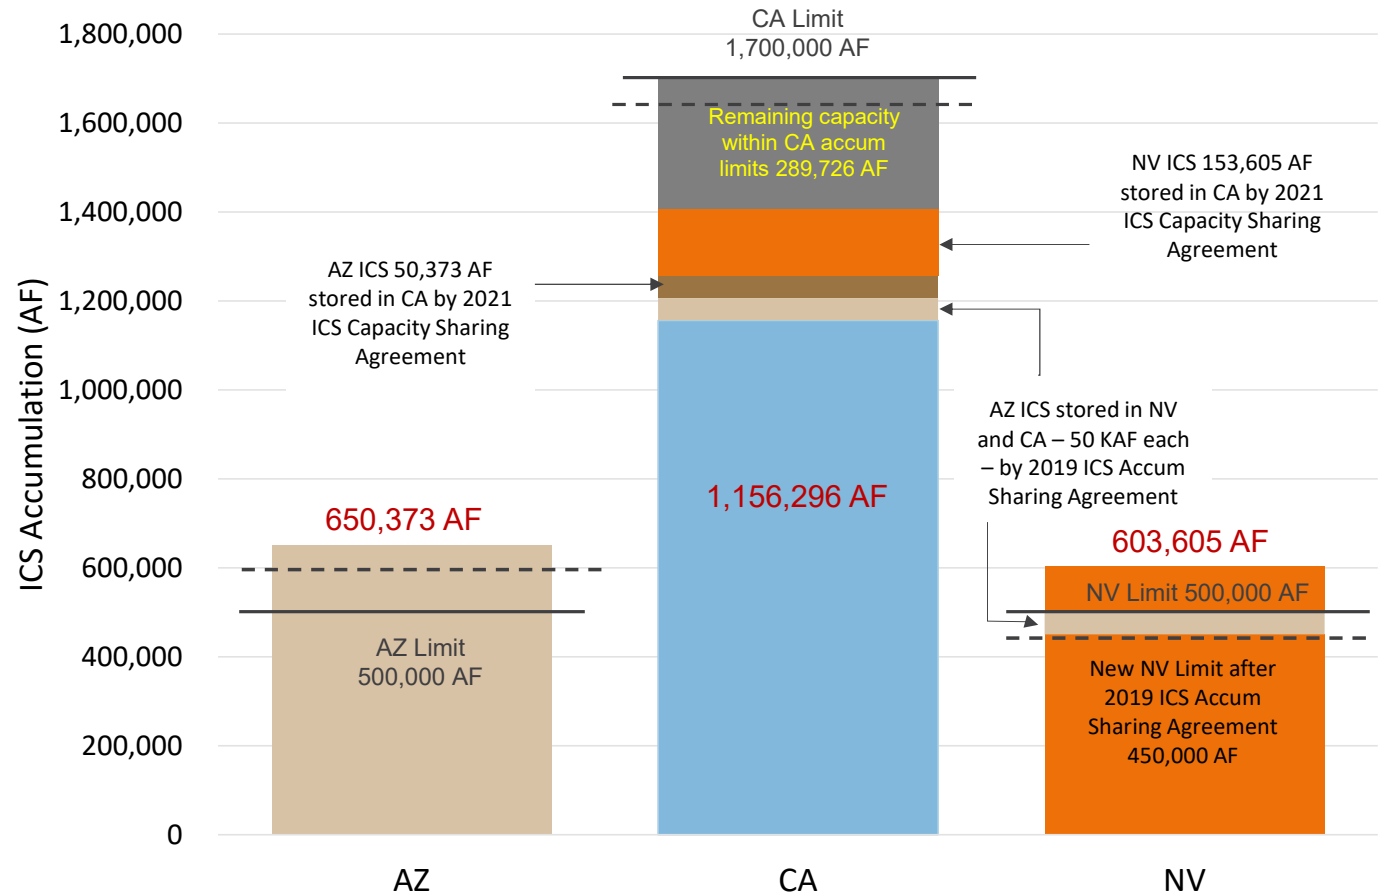 CA Limit
1,700,000 AF
1,800,000
1,600,000
1,400,000
1,200,000
1,000,000
800,000
600,000
400,000
200,000
0
ICS Accumulation (AF)
Remaining capacity
within CA accum
limits 289,726 AF
NV ICS 153,605 AF
stored in CA by 2021
ICS Capacity Sharing
Agreement
AZ ICS 50,373 AF
stored in CA by 2021
ICS Capacity Sharing
Agreement
AZ ICS stored in NV
and CA – 50 KAF each
– by 2019 ICS Accum
Sharing Agreement
650,373 AF
1,156,296 AF
603,605 AF
AZ Limit
500,000 AF
NV Limit 500,000 AF
New NV Limit after
2019 ICS Accum
Sharing Agreement
450,000 AF
AZ
CA
NV